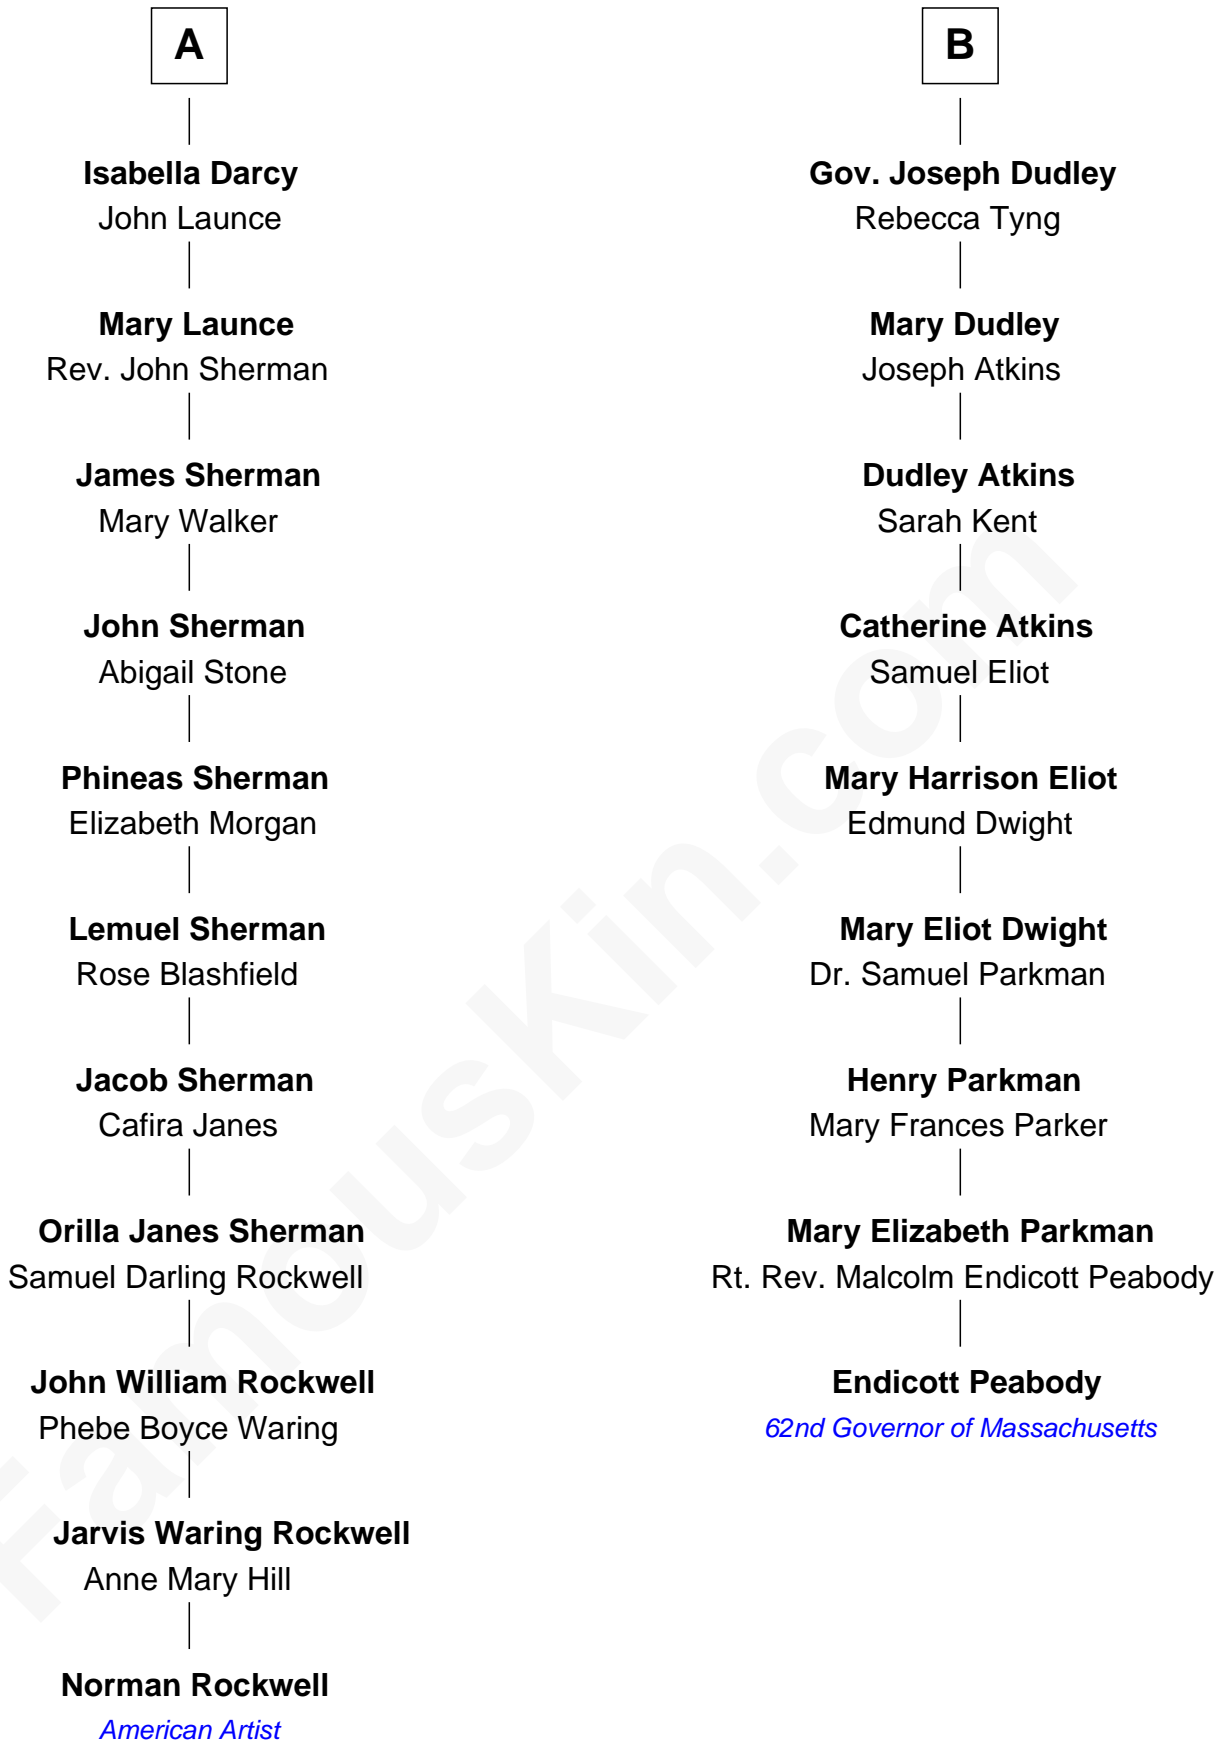 A
Isabella Darcy
John Launce
Mary Launce
Rev. John Sherman
James Sherman
Mary Walker
John Sherman
Abigail Stone
Phineas Sherman
Elizabeth Morgan
Lemuel Sherman
Rose Blashfield
Jacob Sherman
Cafira Janes
Orilla Janes Sherman
Samuel Darling Rockwell
John William Rockwell
Phebe Boyce Waring
Jarvis Waring Rockwell
Anne Mary Hill
Norman Rockwell
American Artist
B
Gov. Joseph Dudley
Rebecca Tyng
Mary Dudley
Joseph Atkins
Dudley Atkins
Sarah Kent
Catherine Atkins
Samuel Eliot
Mary Harrison Eliot
Edmund Dwight
Mary Eliot Dwight
Dr. Samuel Parkman
Henry Parkman
Mary Frances Parker
Mary Elizabeth Parkman
Rt. Rev. Malcolm Endicott Peabody
Endicott Peabody
62nd Governor of Massachusetts
FamousKin.com